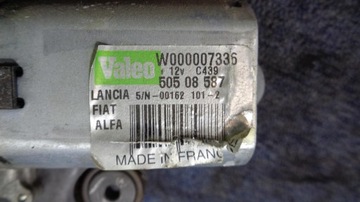 Valeo W000007336
12v C439
505 08 587
LANCIA S/N-00162 101-2
FIAT
ALFA
MADE IN FRANCE